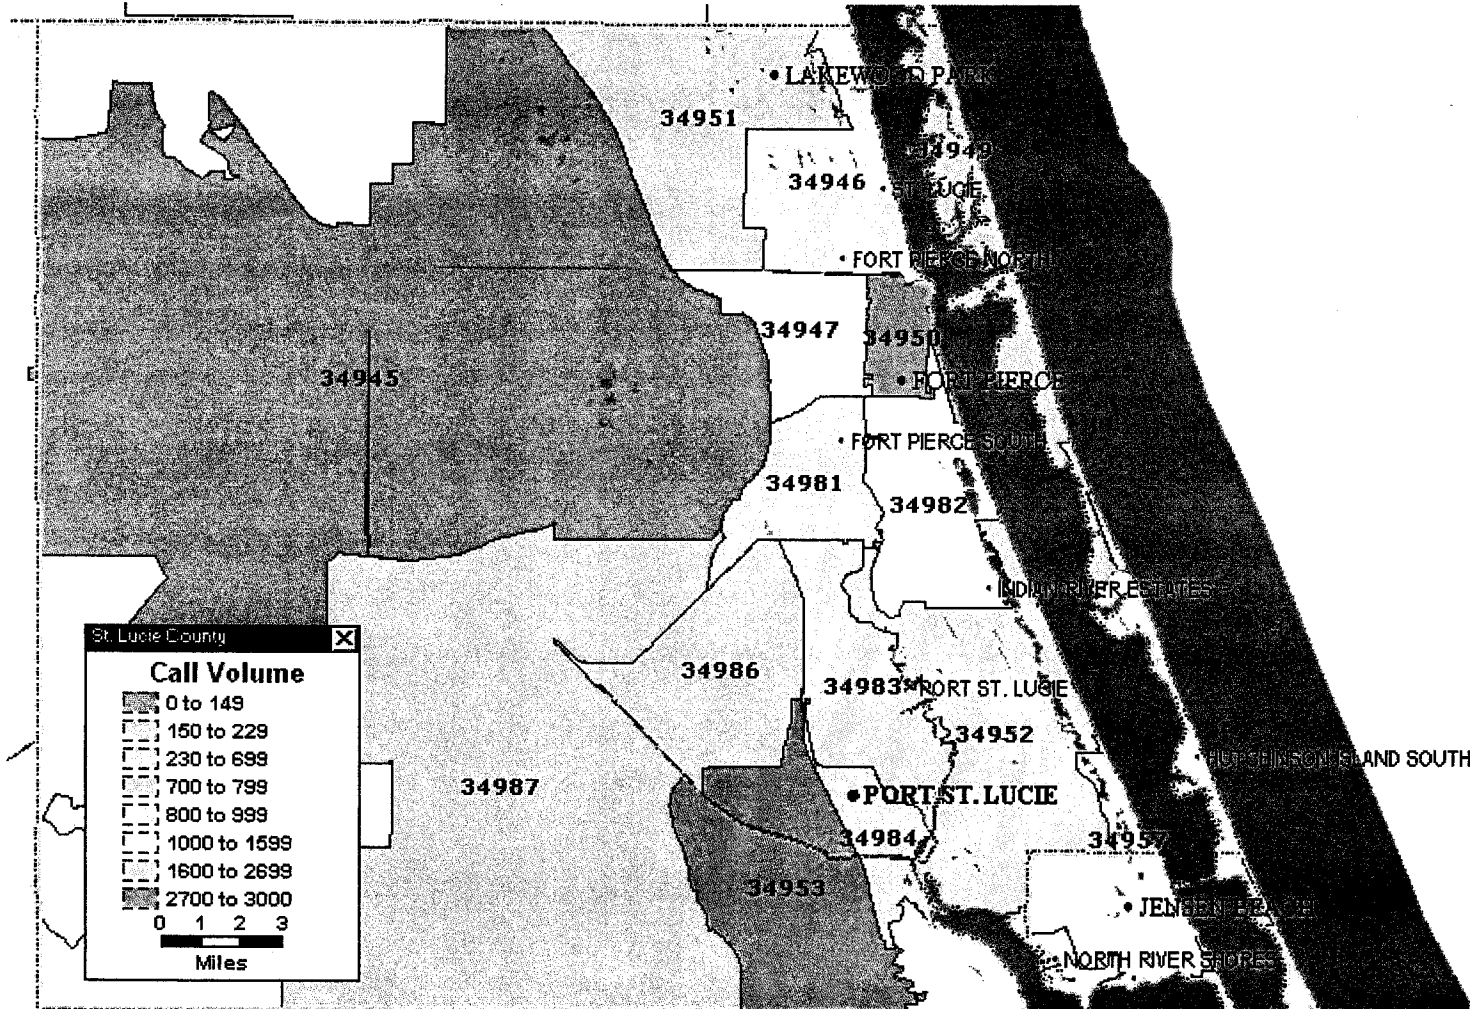 LAKEWOOD PARK
34951
34949
34946
ST. LUCIE
FORT PIERCE NORTH
34947
34950
34945
FORT PIERCE
FORT PIERCE SOUTH
34981
34982
INDIAN RIVER ESTATES
34986
34983
PORT ST. LUCIE
34952
HUTCHINSON ISLAND SOUTH
34987
PORT ST. LUCIE
34984
34957
34953
JENSEN BEACH
NORTH RIVER SHORES
St. Lucie County
Call Volume
0 to 149
150 to 229
230 to 699
700 to 799
800 to 999
1000 to 1599
1600 to 2699
2700 to 3000
0 1 2 3
Miles